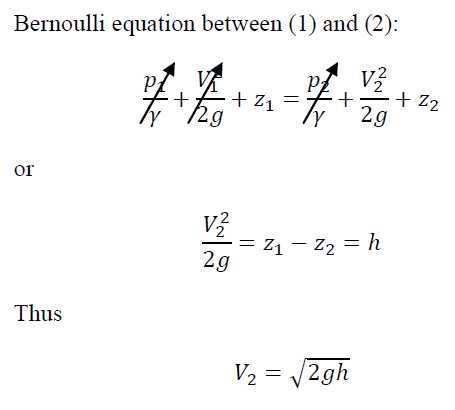 Bernoulli equation between (1) and (2):
p₁/γ + V₁²/2g + z₁ = p₂/γ + V₂²/2g + z₂
or
V₂²/2g = z₁ − z₂ = h
Thus
V₂ = √2gh